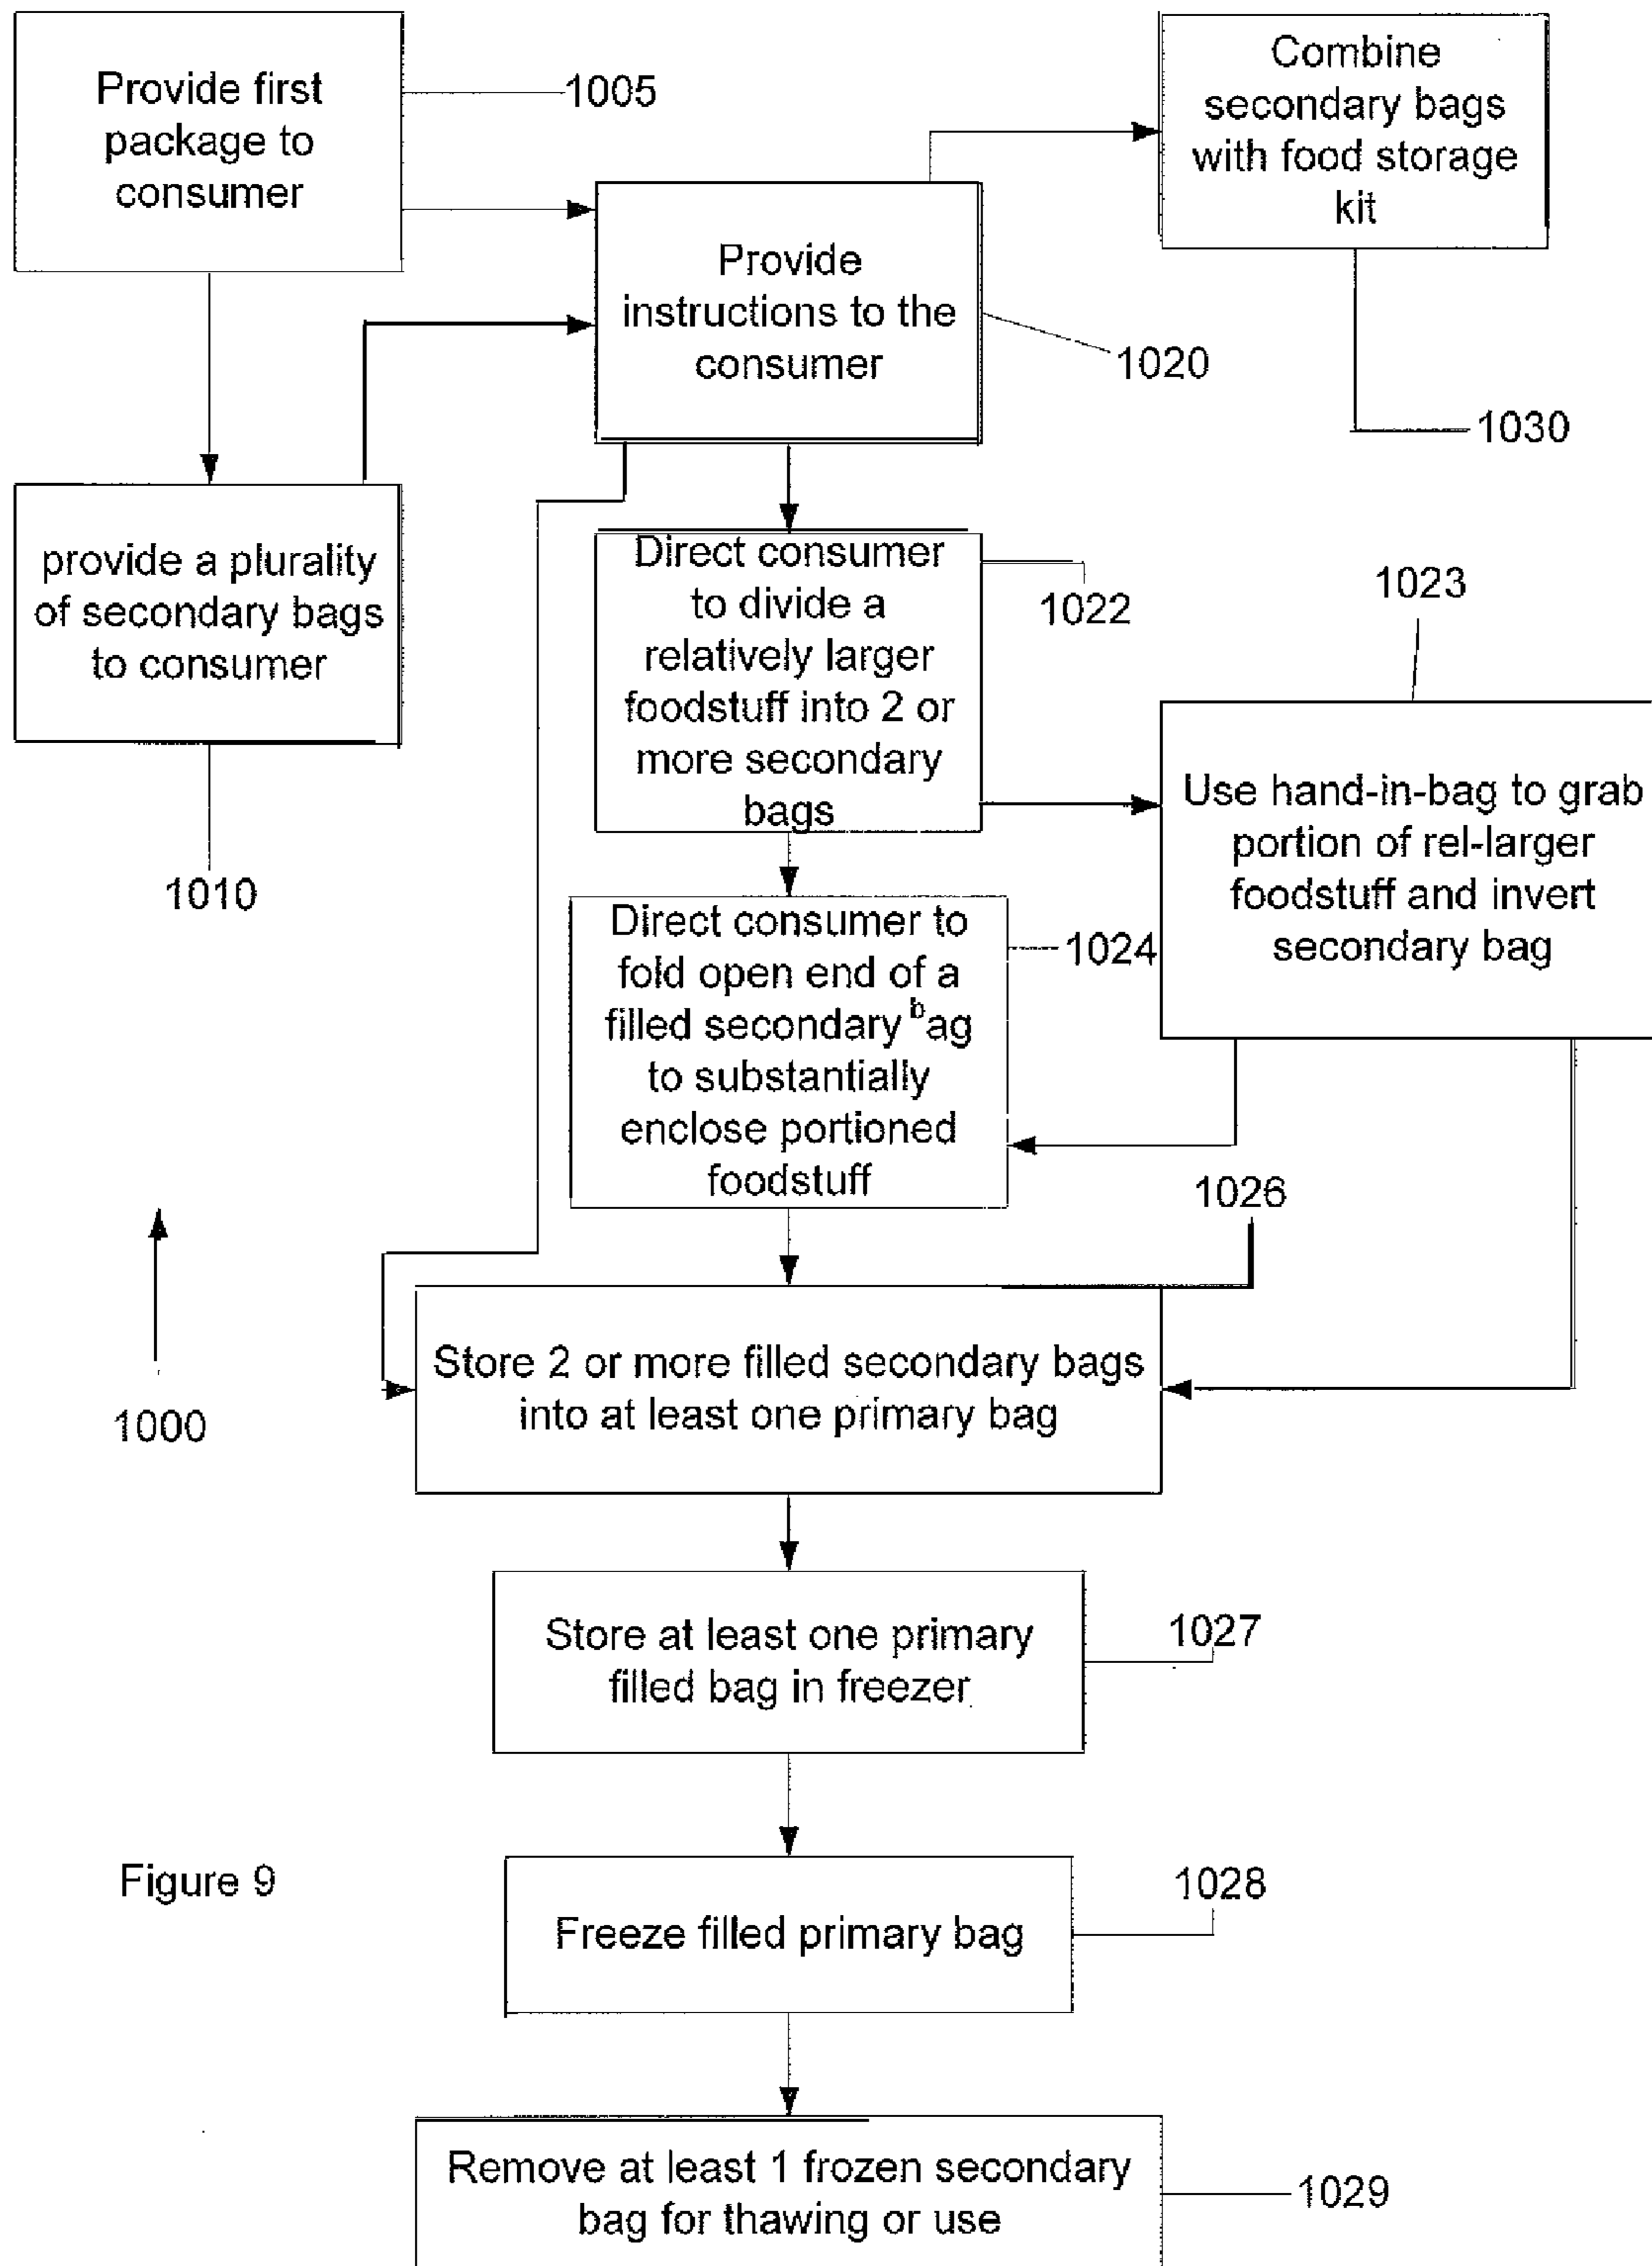 Provide first
package to
consumer
1005
Combine
secondary bags
with food storage
kit
1030
Provide
instructions to the
consumer
1020
provide a plurality
of secondary bags
to consumer
1010
Direct consumer
to divide a
relatively larger
foodstuff into 2 or
more secondary
bags
1022
1023
Use hand-in-bag to grab
portion of rel-larger
foodstuff and invert
secondary bag
Direct consumer to
fold open end of a
filled secondary bag
to substantially
enclose portioned
foodstuff
1024
1026
1000
Store 2 or more filled secondary bags
into at least one primary bag
Store at least one primary
filled bag in freezer
1027
Figure 9
Freeze filled primary bag
1028
Remove at least 1 frozen secondary
bag for thawing or use
1029